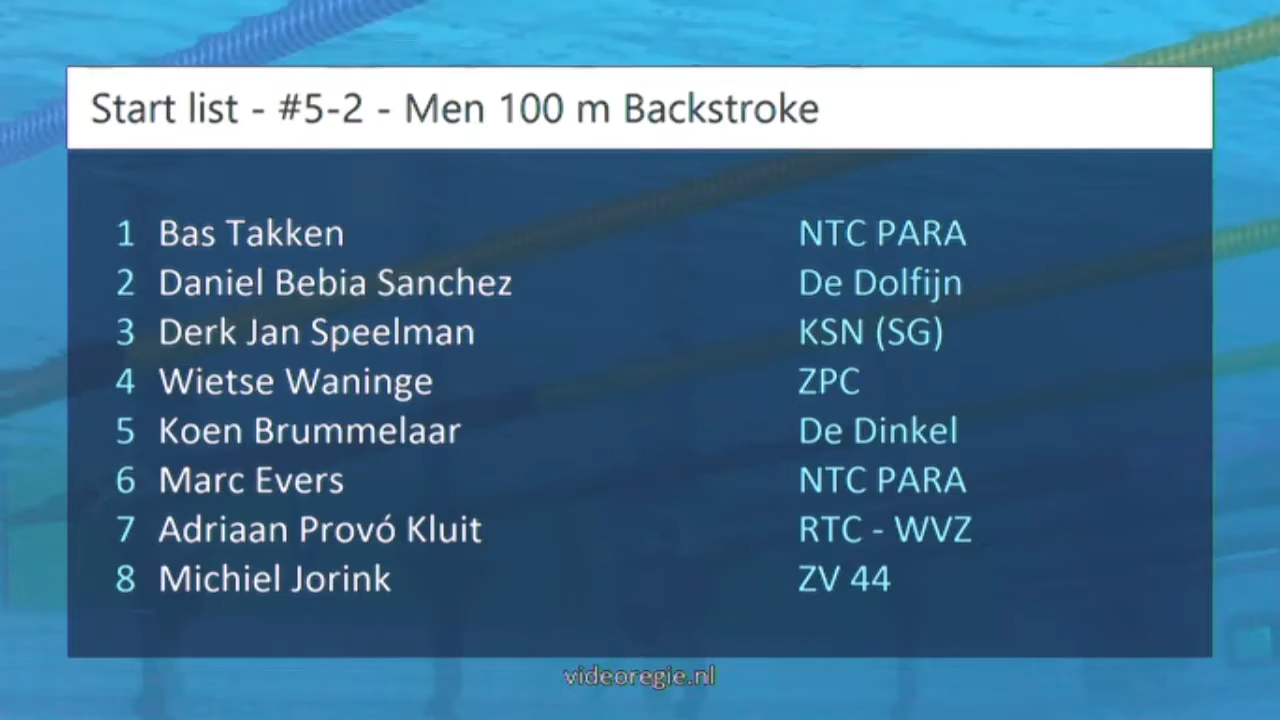 Start list - #5-2 - Men 100 m Backstroke
1 Bas Takken NTC PARA
2 Daniel Bebia Sanchez De Dolfijn
3 Derk Jan Speelman KSN (SG)
4 Wietse Waninge ZPC
5 Koen Brummelaar De Dinkel
6 Marc Evers NTC PARA
7 Adriaan Provó Kluit RTC - WVZ
8 Michiel Jorink ZV 44
videoregie.nl